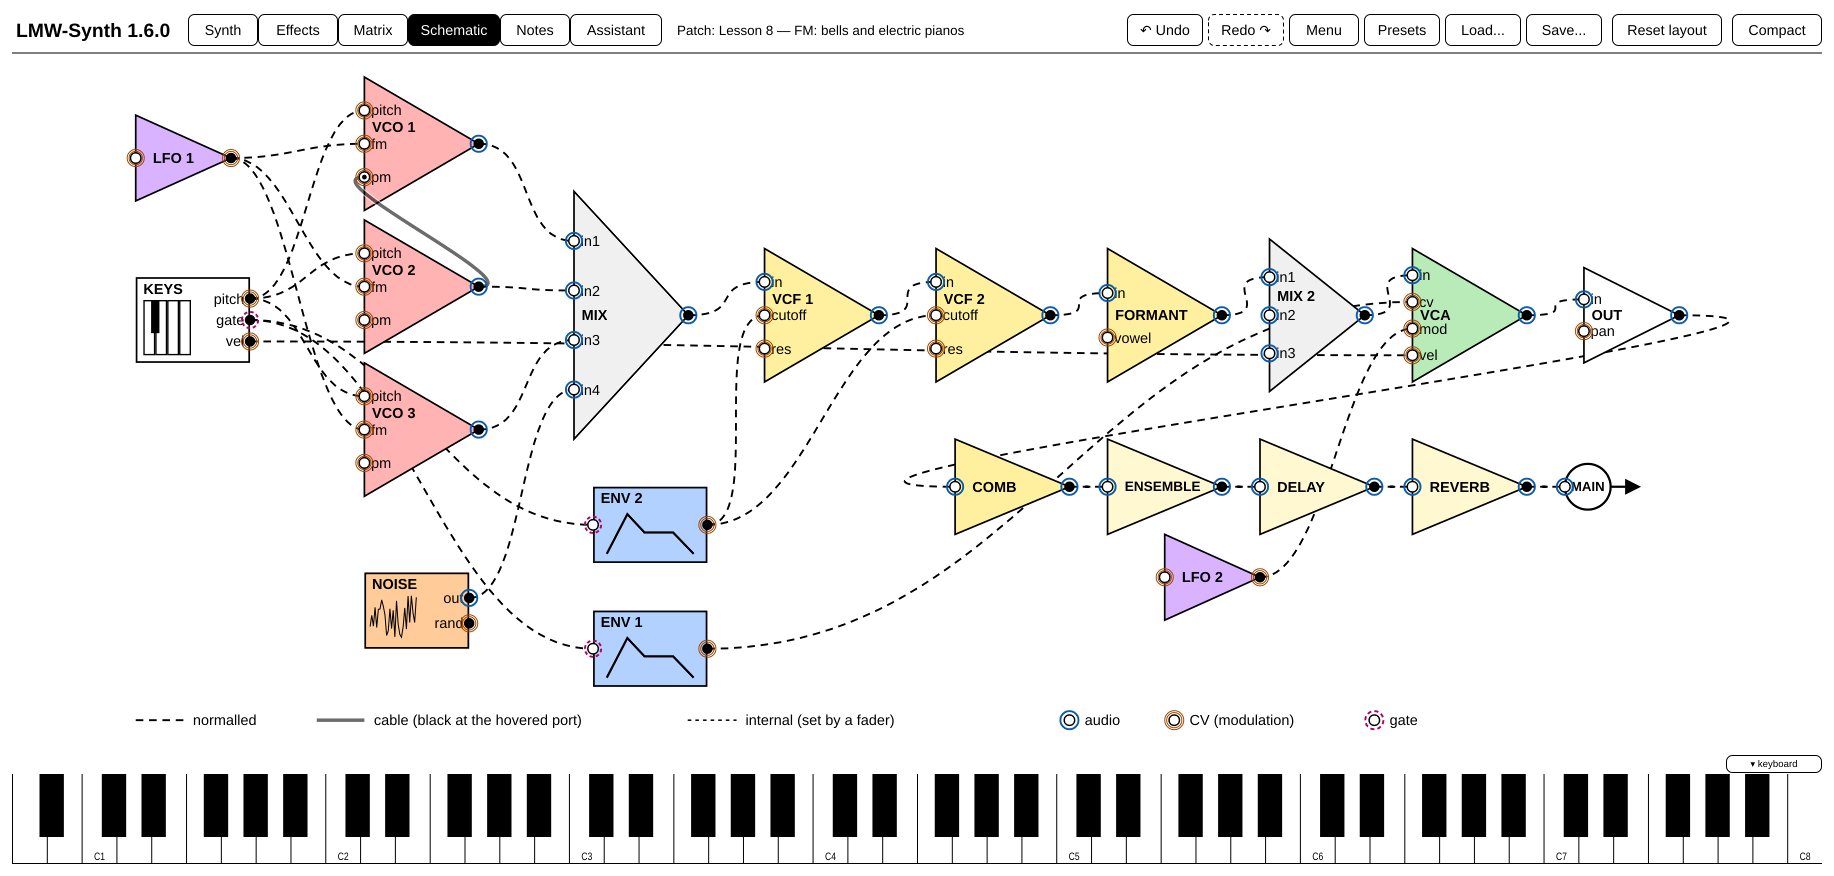 LMW-Synth 1.6.0
Synth
Effects
Matrix
Schematic
Notes
Assistant
Patch: Lesson 8 — FM: bells and electric pianos
↶ Undo
Redo ↷
Menu
Presets
Load...
Save...
Reset layout
Compact
LFO 1
pitch
VCO 1
fm
pm
pitch
VCO 2
fm
pm
KEYS
pitch
gate
vel
pitch
VCO 3
fm
pm
in1
in2
MIX
in3
in4
in
VCF 1
cutoff
res
in
VCF 2
cutoff
res
in
FORMANT
vowel
in1
MIX 2
in2
in3
in
cv
VCA
mod
vel
in
OUT
pan
COMB
ENSEMBLE
DELAY
REVERB
MAIN
ENV 2
LFO 2
NOISE
out
rand
ENV 1
normalled
cable (black at the hovered port)
internal (set by a fader)
audio
CV (modulation)
gate
▾ keyboard
C1
C2
C3
C4
C5
C6
C7
C8